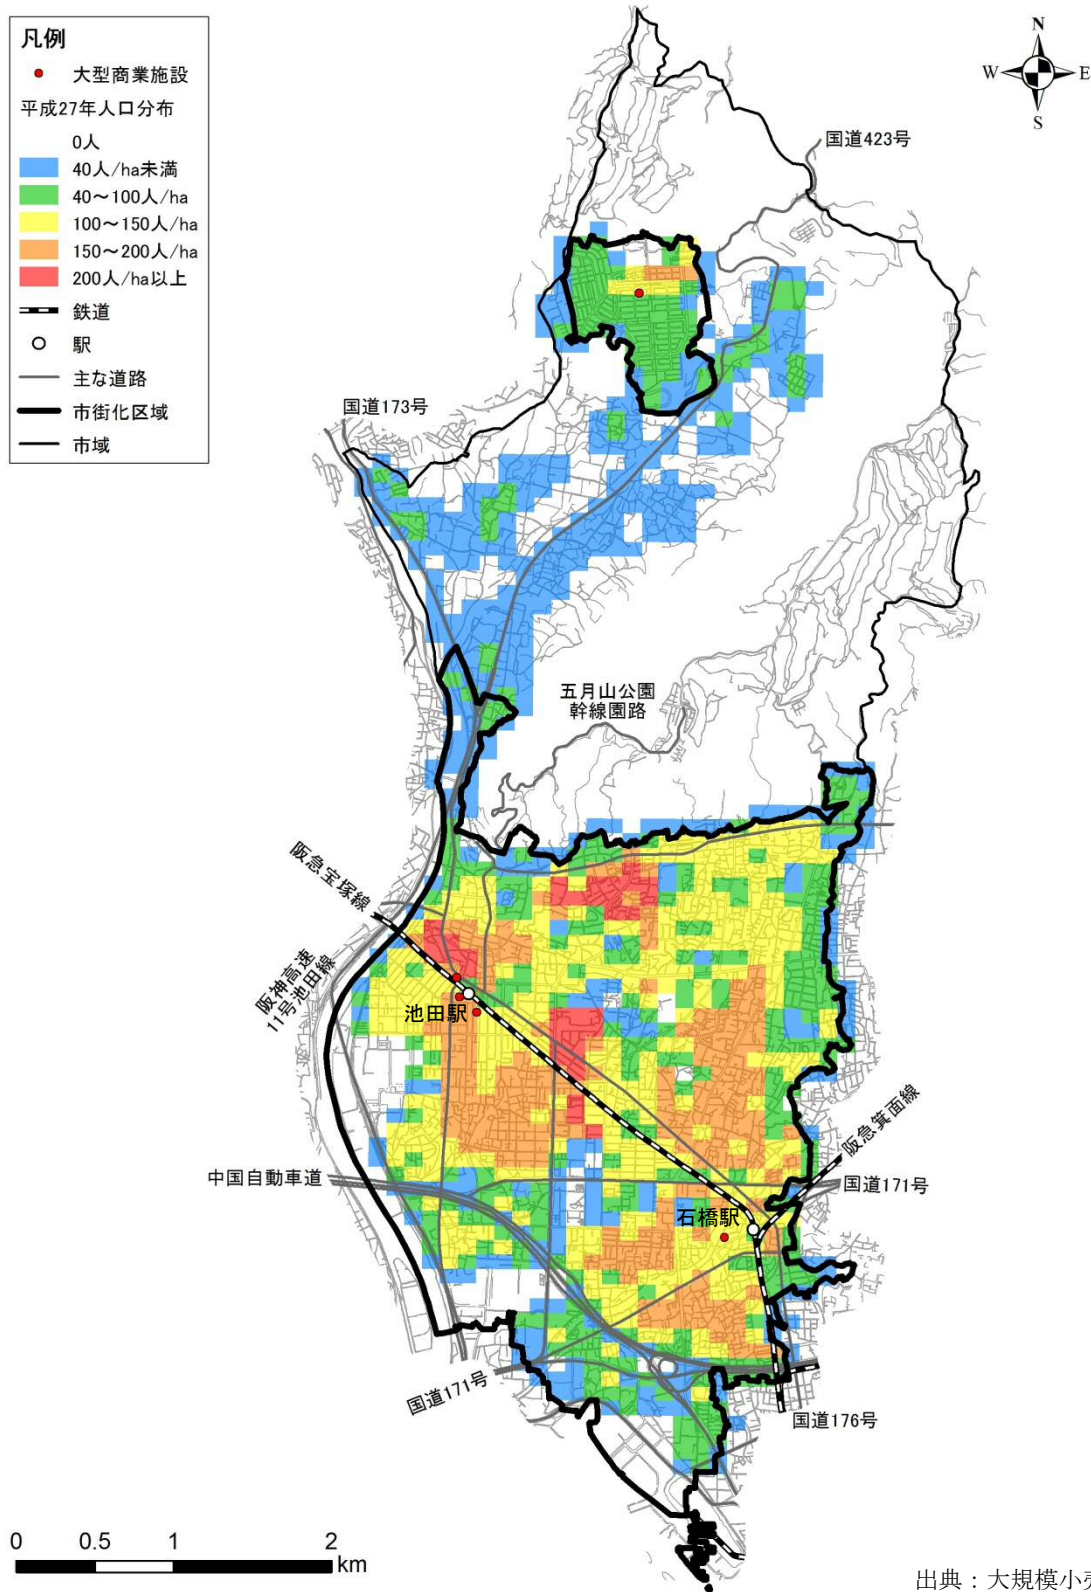 凡例
大型商業施設
平成27年人口分布
0人
40人/ha未満
40～100人/ha
100～150人/ha
150～200人/ha
200人/ha以上
鉄道
駅
主な道路
市街化区域
市域
N
W
E
S
国道423号
国道173号
五月山公園
幹線園路
阪急宝塚線
阪神高速
11号池田線
池田駅
阪急箕面線
中国自動車道
国道171号
石橋駅
国道171号
国道176号
0
0.5
1
2
km
出典：大規模小